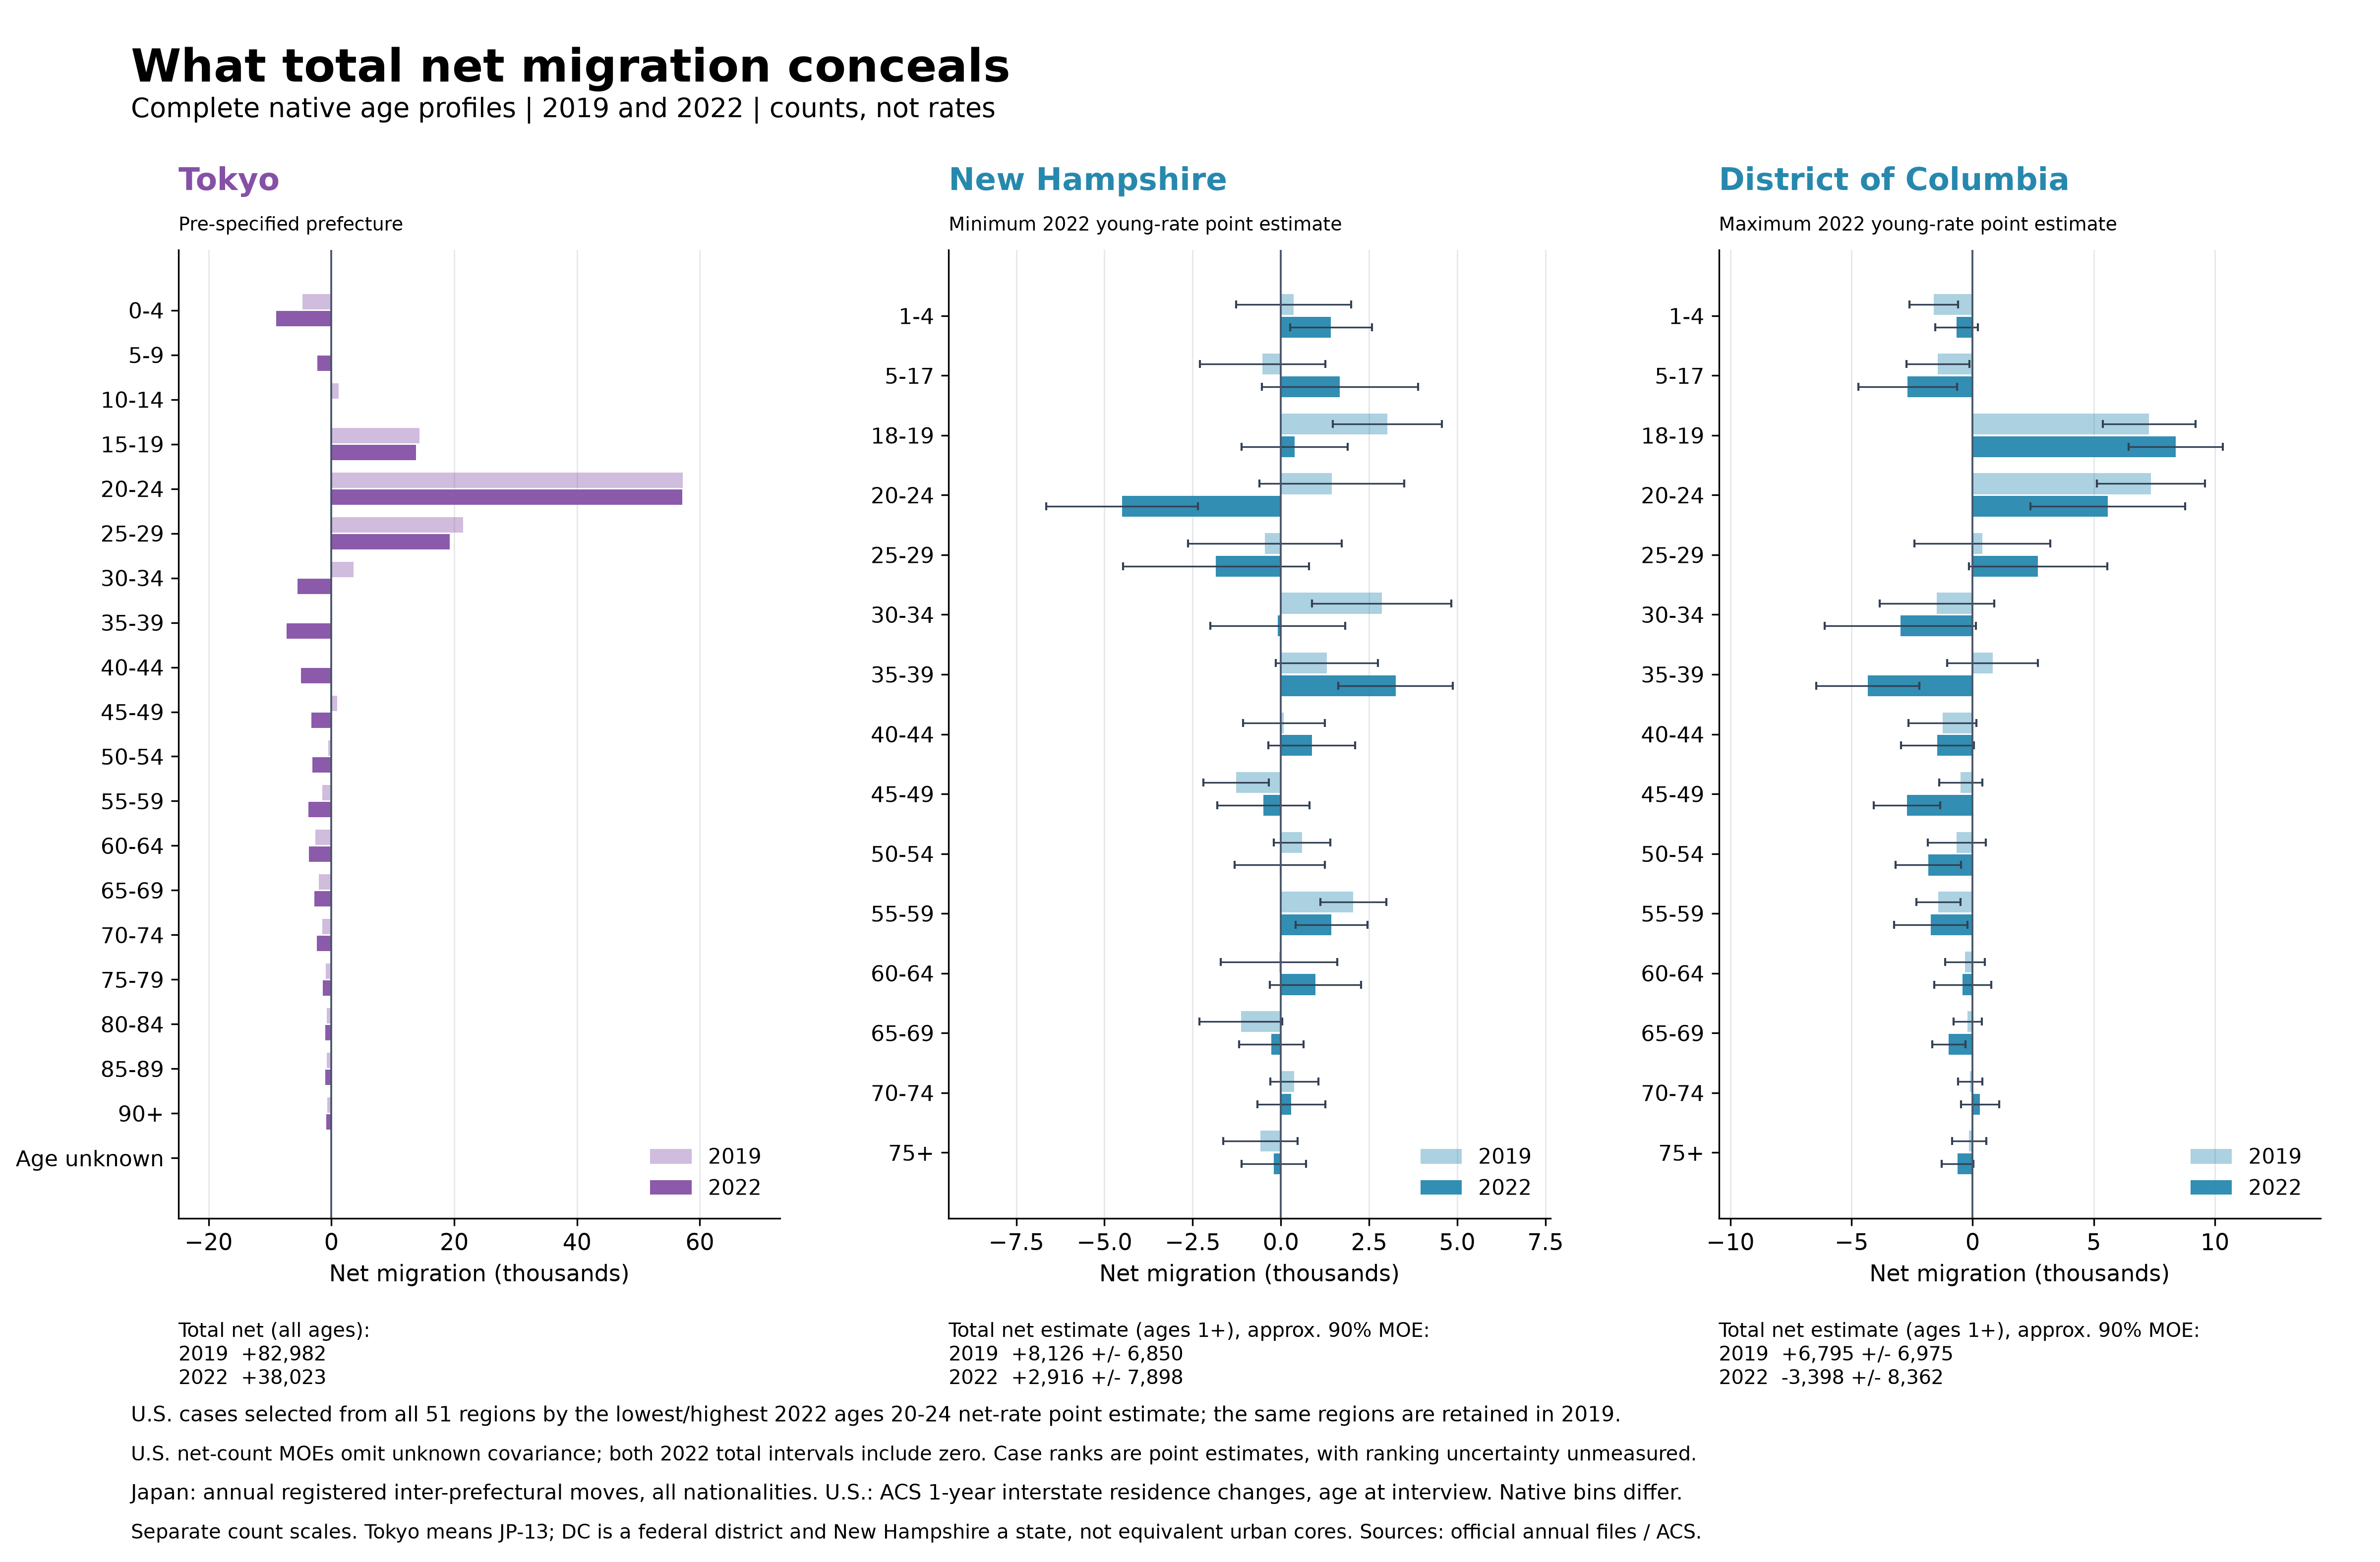 What total net migration conceals
Complete native age profiles | 2019 and 2022 | counts, not rates
Tokyo
Pre-specified prefecture
0-4
5-9
10-14
15-19
20-24
25-29
30-34
35-39
40-44
45-49
50-54
55-59
60-64
65-69
70-74
75-79
80-84
85-89
90+
Age unknown
2019
2022
−20 0 20 40 60
Net migration (thousands)
Total net (all ages):
2019 +82,982
2022 +38,023
New Hampshire
Minimum 2022 young-rate point estimate
1-4
5-17
18-19
20-24
25-29
30-34
35-39
40-44
45-49
50-54
55-59
60-64
65-69
70-74
75+
2019
2022
−7.5 −5.0 −2.5 0.0 2.5 5.0 7.5
Net migration (thousands)
Total net estimate (ages 1+), approx. 90% MOE:
2019 +8,126 +/- 6,850
2022 +2,916 +/- 7,898
District of Columbia
Maximum 2022 young-rate point estimate
1-4
5-17
18-19
20-24
25-29
30-34
35-39
40-44
45-49
50-54
55-59
60-64
65-69
70-74
75+
2019
2022
−10 −5 0 5 10
Net migration (thousands)
Total net estimate (ages 1+), approx. 90% MOE:
2019 +6,795 +/- 6,975
2022 -3,398 +/- 8,362
U.S. cases selected from all 51 regions by the lowest/highest 2022 ages 20-24 net-rate point estimate; the same regions are retained in 2019.
U.S. net-count MOEs omit unknown covariance; both 2022 total intervals include zero. Case ranks are point estimates, with ranking uncertainty unmeasured.
Japan: annual registered inter-prefectural moves, all nationalities. U.S.: ACS 1-year interstate residence changes, age at interview. Native bins differ.
Separate count scales. Tokyo means JP-13; DC is a federal district and New Hampshire a state, not equivalent urban cores. Sources: official annual files / ACS.